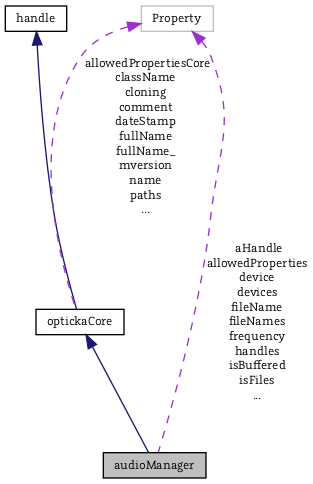 handle
Property
allowedPropertiesCore
className
cloning
comment
dateStamp
fullName
fullName_
mversion
name
paths
...
aHandle
allowedProperties
device
devices
fileName
fileNames
frequency
handles
isBuffered
isFiles
...
optickaCore
audioManager